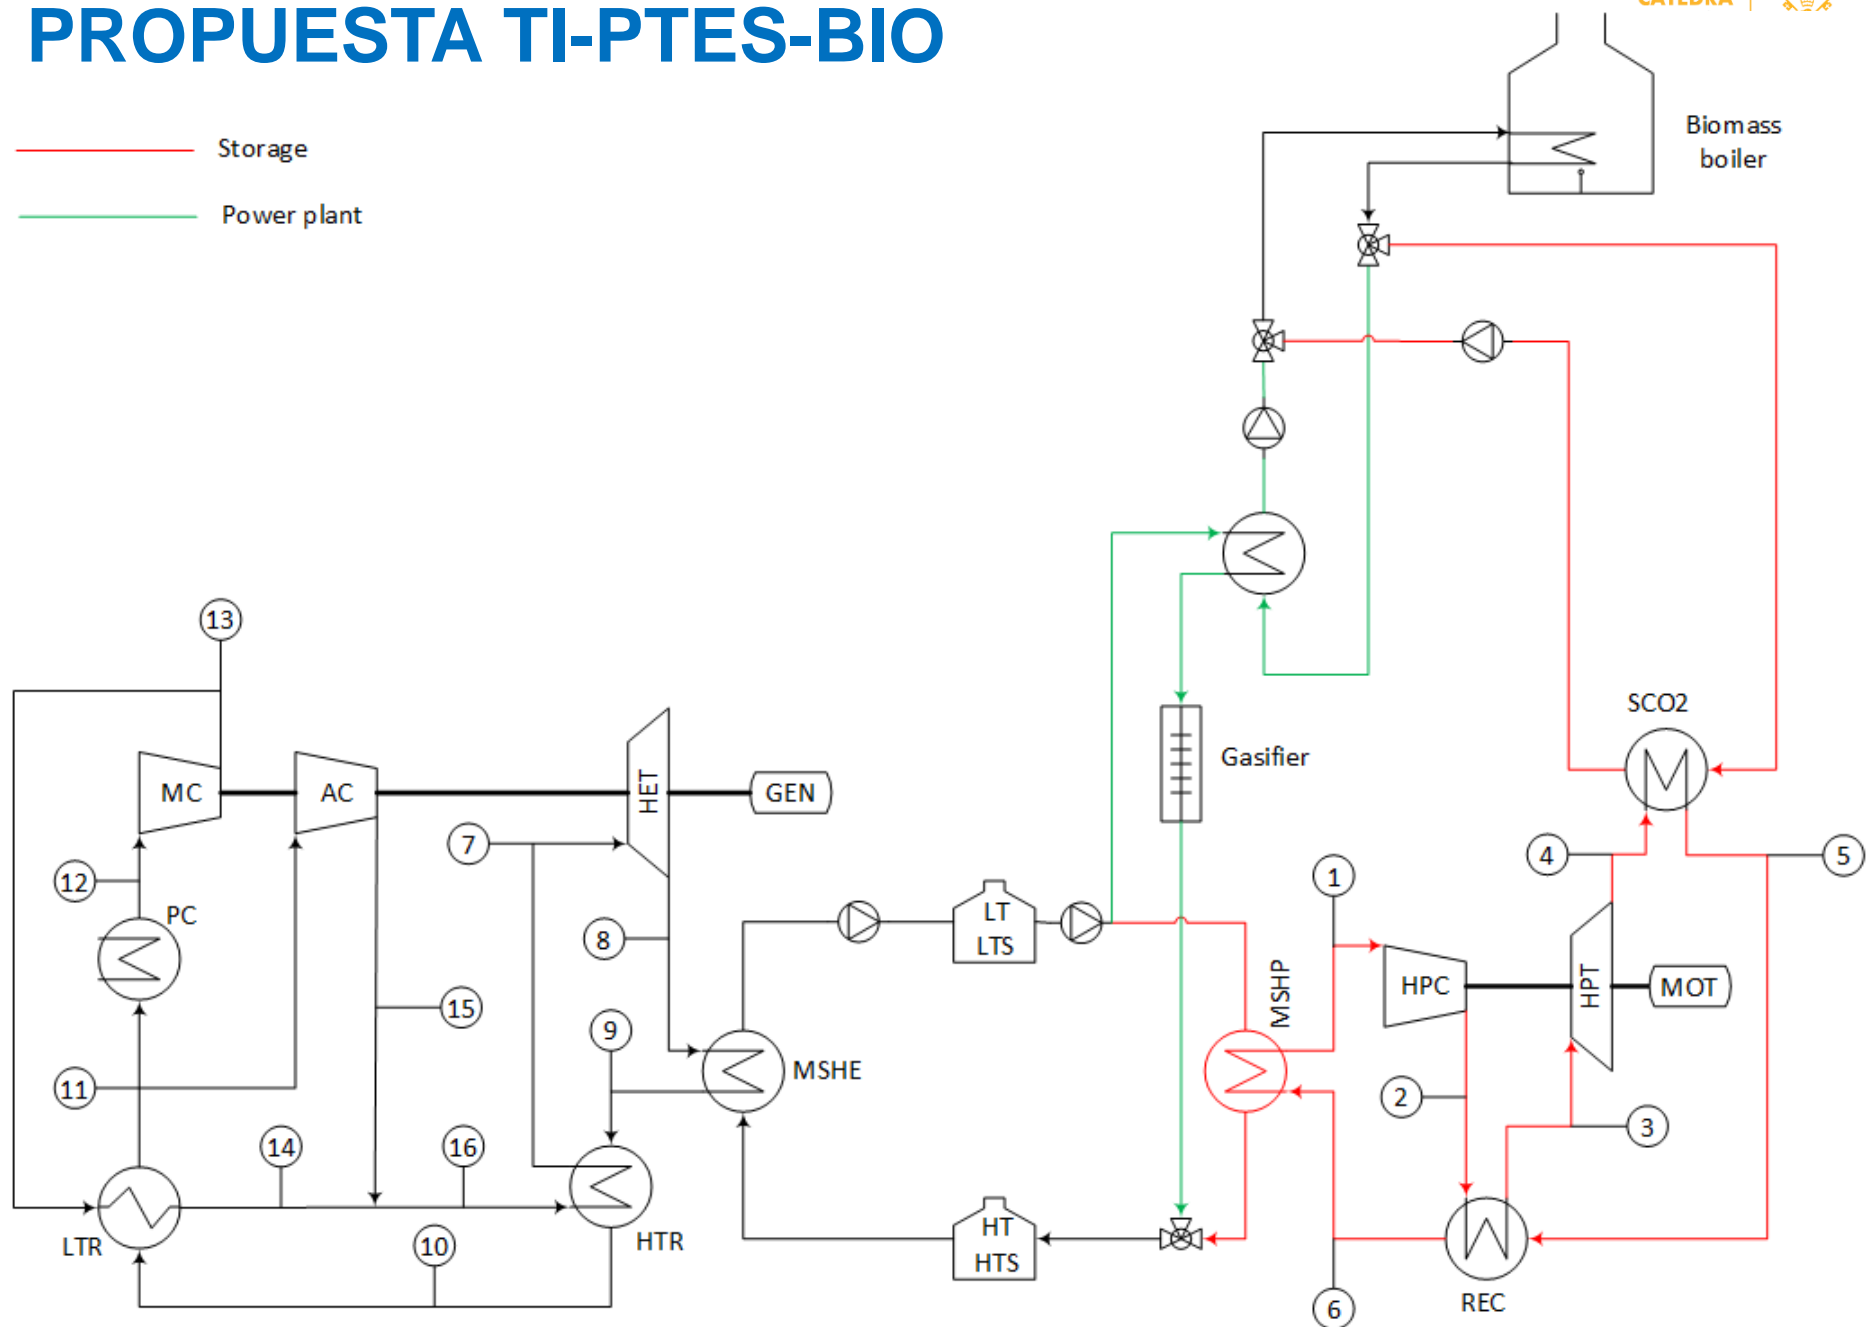 CÁTEDRA
PROPUESTA TI-PTES-BIO
Storage
Power plant
Biomass
boiler
13
MC
AC
HET
GEN
7
12
PC
8
15
9
11
MSHE
14
16
LTR
10
HTR
LT
LTS
HT
HTS
Gasifier
SCO2
4
5
1
HPC
HPT
MOT
MSHP
2
3
6
REC